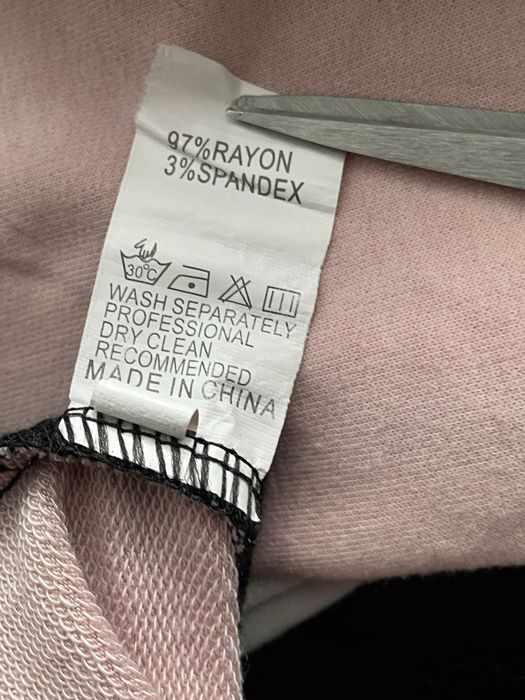 97%RAYON
3%SPANDEX
30°C
WASH SEPARATELY
PROFESSIONAL
DRY CLEAN
RECOMMENDED
MADE IN CHINA